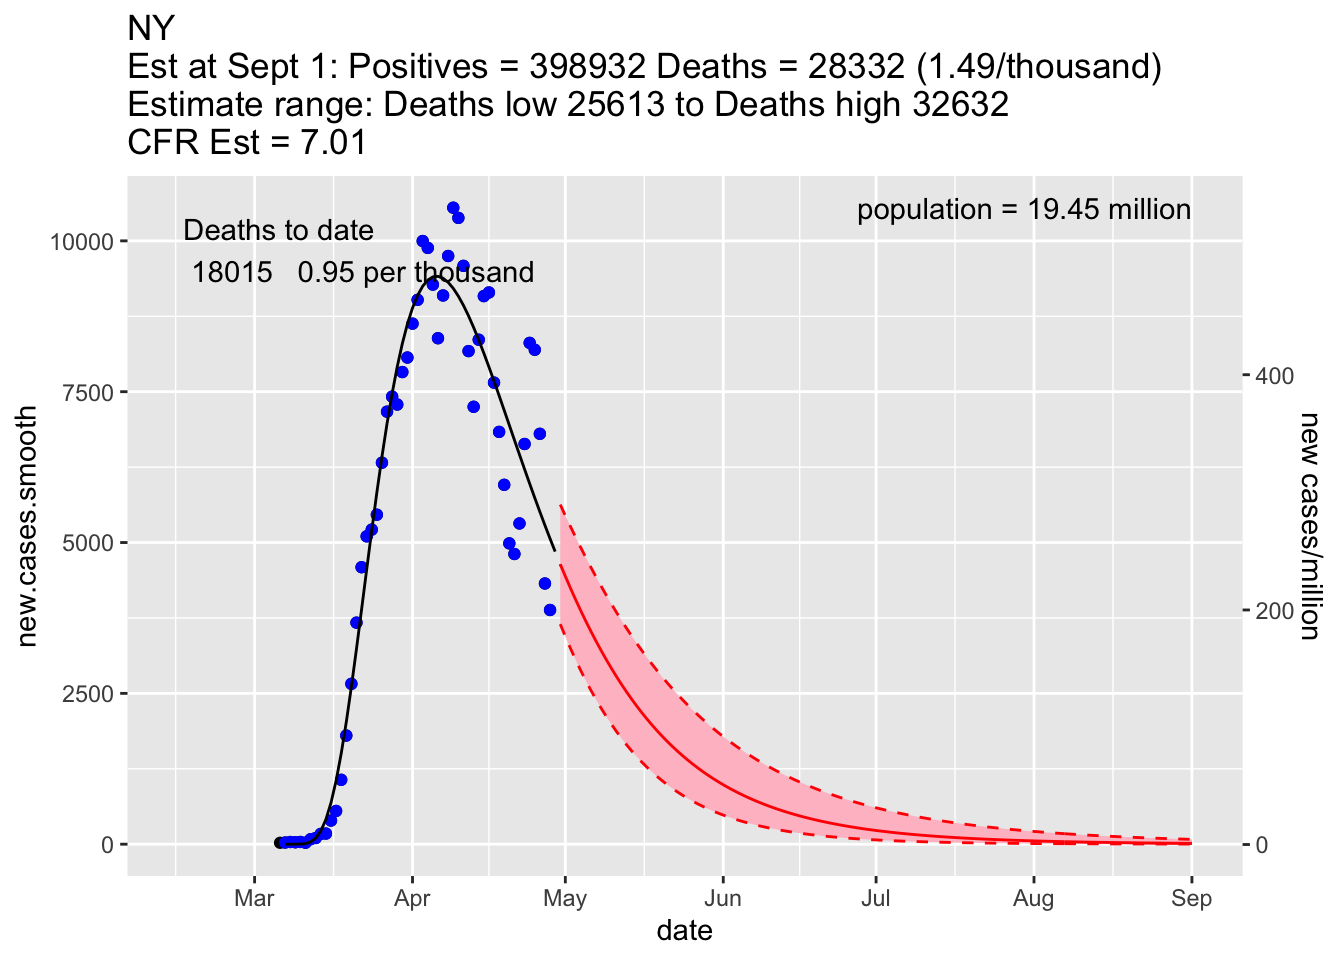 NY
Est at Sept 1: Positives = 398932 Deaths = 28332 (1.49/thousand)
Estimate range: Deaths low 25613 to Deaths high 32632
CFR Est = 7.01
Deaths to date
18015 0.95 per thousand
population = 19.45 million
10000
7500
5000
2500
0
new.cases.smooth
400
200
0
new cases/million
Mar Apr May Jun Jul Aug Sep
date